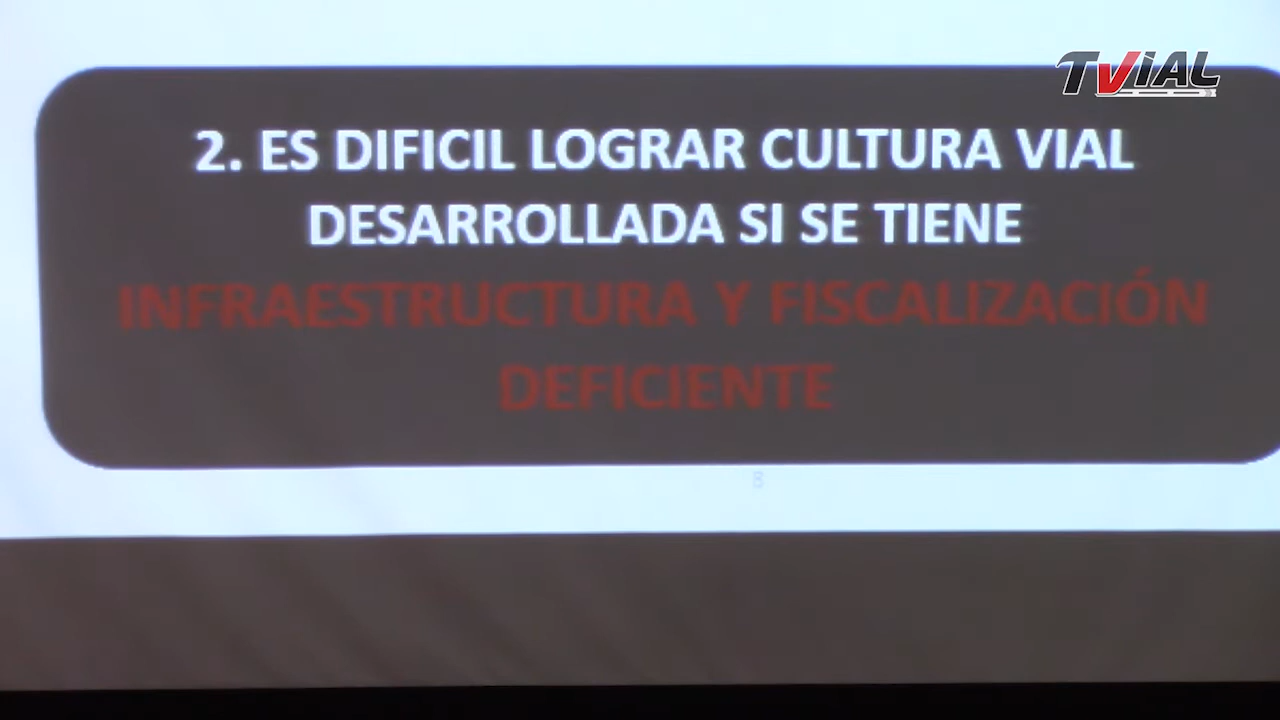 TViAL
2. ES DIFICIL LOGRAR CULTURA VIAL
DESARROLLADA SI SE TIENE
INFRAESTRUCTURA Y FISCALIZACIÓN
DEFICIENTE